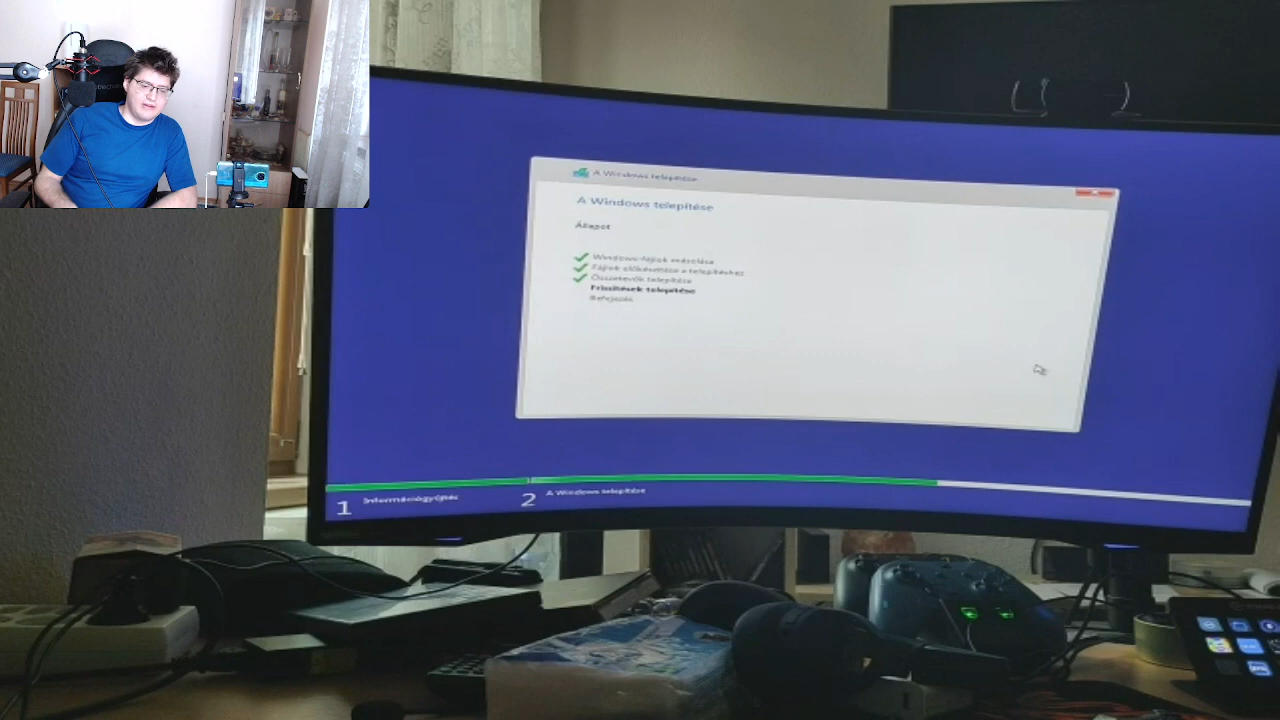 A Windows telepítése
A Windows telepítése
Állapot
Windows-fájlok másolása
Fájlok előkészítése a telepítéshez
Összetevők telepítése
Frissítések telepítése
Befejezés
1 Információgyűjtés
2 A Windows telepítése